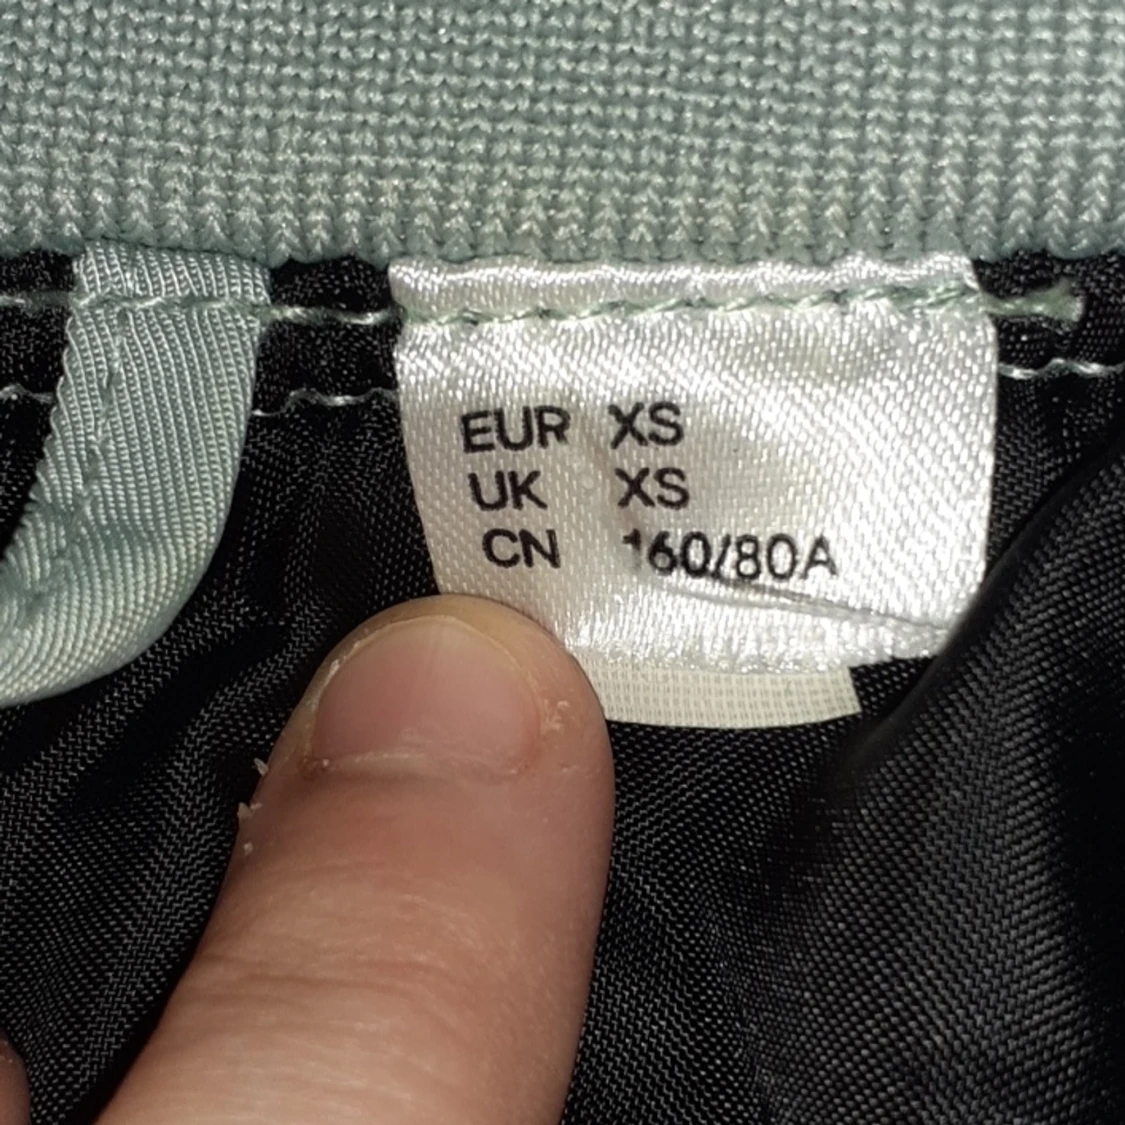 EUR XS
UK XS
CN 160/80A